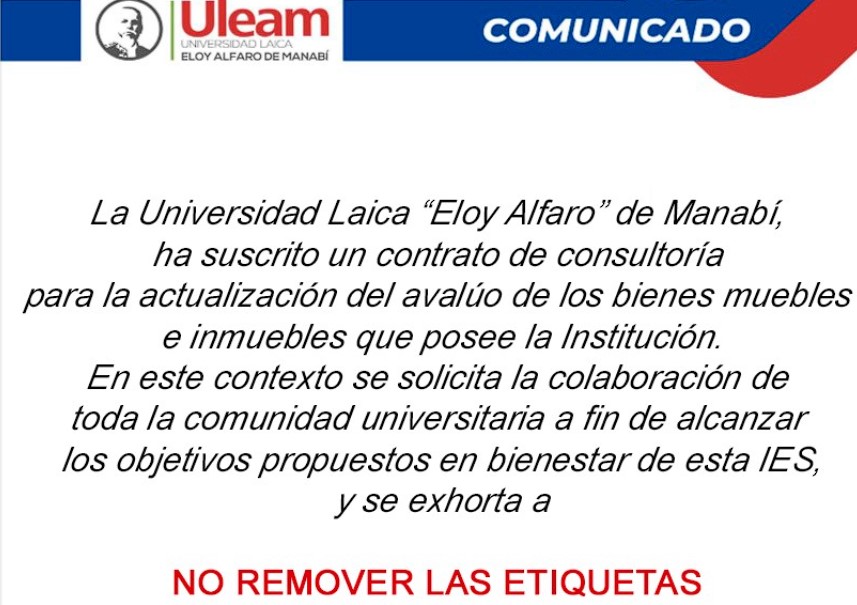 Uleam
UNIVERSIDAD LAICA
ELOY ALFARO DE MANABÍ
COMUNICADO
La Universidad Laica “Eloy Alfaro” de Manabí,
ha suscrito un contrato de consultoría
para la actualización del avalúo de los bienes muebles
e inmuebles que posee la Institución.
En este contexto se solicita la colaboración de
toda la comunidad universitaria a fin de alcanzar
los objetivos propuestos en bienestar de esta IES,
y se exhorta a
NO REMOVER LAS ETIQUETAS